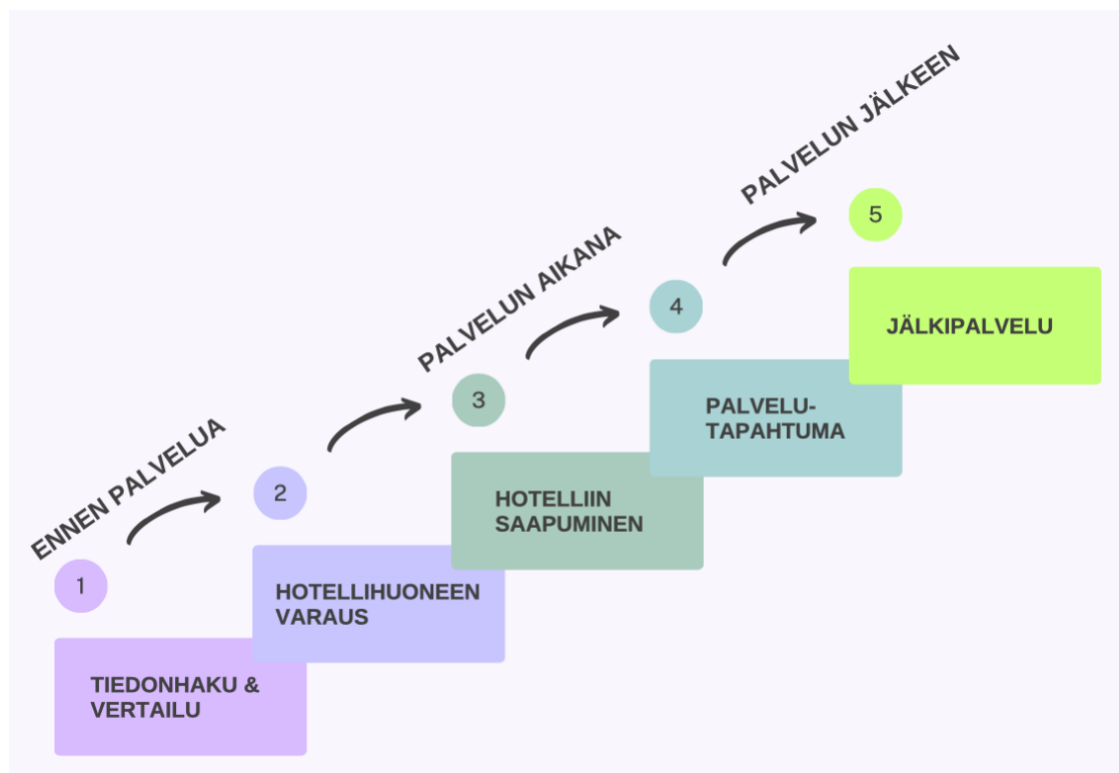 ENNEN PALVELUA
1
TIEDONHAKU &
VERTAILU
2
HOTELLIHUONEEN
VARAUS
PALVELUN AIKANA
3
HOTELLIIN
SAAPUMINEN
4
PALVELU-
TAPAHTUMA
PALVELUN JÄLKEEN
5
JÄLKIPALVELU